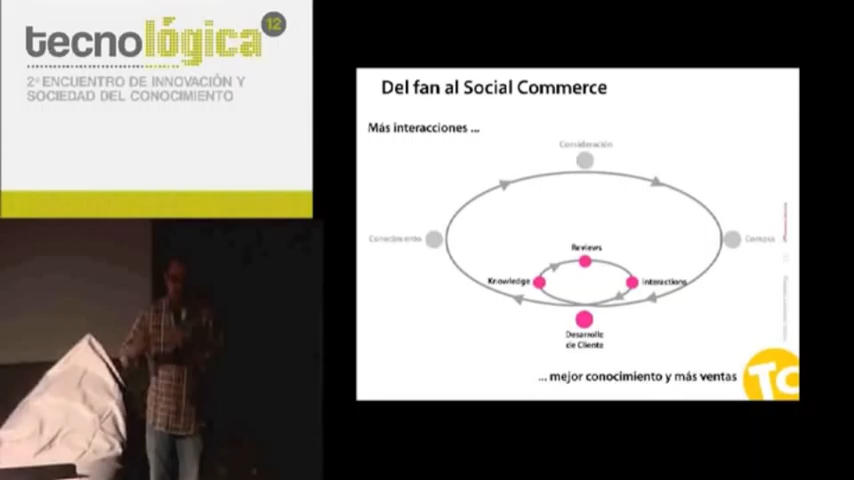 tecnológica 12
2º ENCUENTRO DE INNOVACIÓN Y
SOCIEDAD DEL CONOCIMIENTO
Del fan al Social Commerce
Más interacciones ...
Consideración
Conocimiento
Compra
Reviews
Knowledge
Interactions
Desarrollo
de Cliente
... mejor conocimiento y más ventas
TC